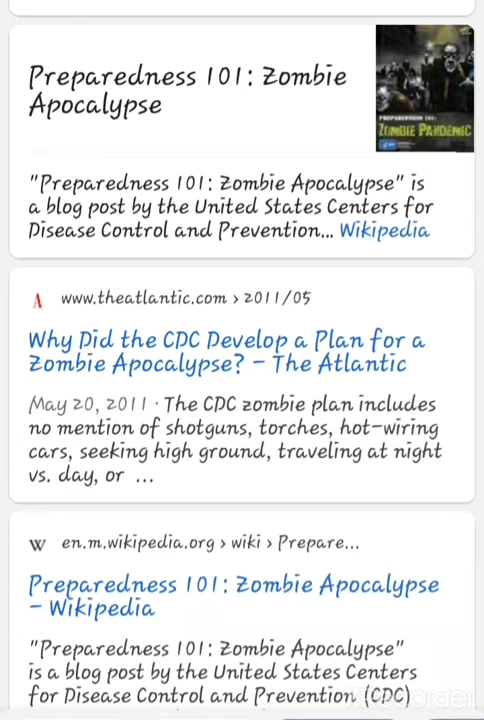 Preparedness 101: Zombie
Apocalypse
PREPAREDNESS 101:
ZOMBIE PANDEMIC
"Preparedness 101: Zombie Apocalypse" is
a blog post by the United States Centers for
Disease Control and Prevention... Wikipedia
A www.theatlantic.com › 2011/05
Why Did the CDC Develop a Plan for a
Zombie Apocalypse? - The Atlantic
May 20, 2011 · The CDC zombie plan includes
no mention of shotguns, torches, hot-wiring
cars, seeking high ground, traveling at night
vs. day, or ...
W en.m.wikipedia.org › wiki › Prepare...
Preparedness 101: Zombie Apocalypse
- Wikipedia
"Preparedness 101: Zombie Apocalypse"
is a blog post by the United States Centers
for Disease Control and Prevention (CDC)